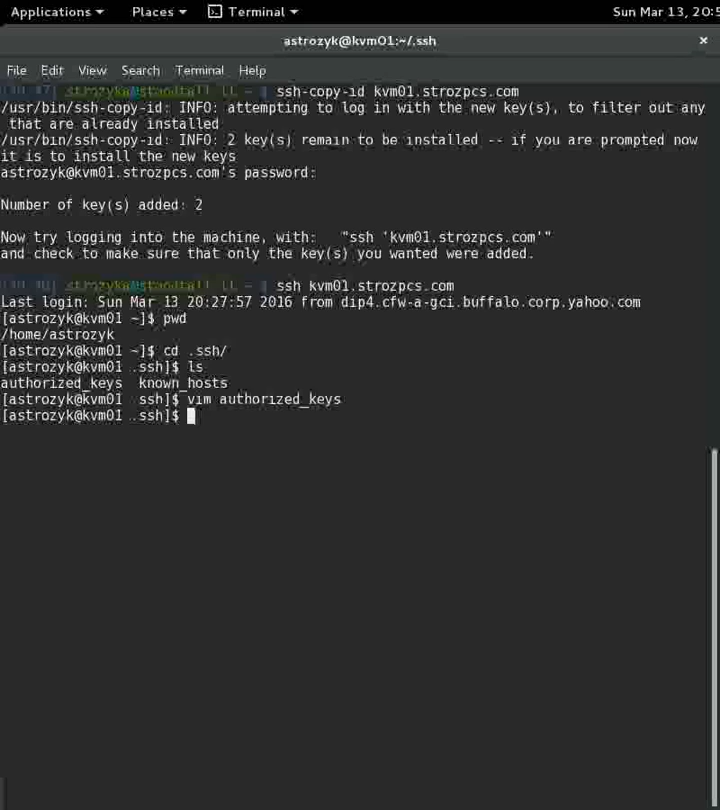 Applications Places Terminal Sun Mar 13, 20:5
astrozyk@kvm01:~/.ssh ×
File Edit View Search Terminal Help
ssh-copy-id kvm01.strozpcs.com
/usr/bin/ssh-copy-id: INFO: attempting to log in with the new key(s), to filter out any
that are already installed
/usr/bin/ssh-copy-id: INFO: 2 key(s) remain to be installed -- if you are prompted now
it is to install the new keys
astrozyk@kvm01.strozpcs.com's password:
Number of key(s) added: 2
Now try logging into the machine, with: "ssh 'kvm01.strozpcs.com'"
and check to make sure that only the key(s) you wanted were added.
ssh kvm01.strozpcs.com
Last login: Sun Mar 13 20:27:57 2016 from dip4.cfw-a-gci.buffalo.corp.yahoo.com
[astrozyk@kvm01 ~]$ pwd
/home/astrozyk
[astrozyk@kvm01 ~]$ cd .ssh/
[astrozyk@kvm01 .ssh]$ ls
authorized_keys known_hosts
[astrozyk@kvm01 .ssh]$ vim authorized_keys
[astrozyk@kvm01 .ssh]$